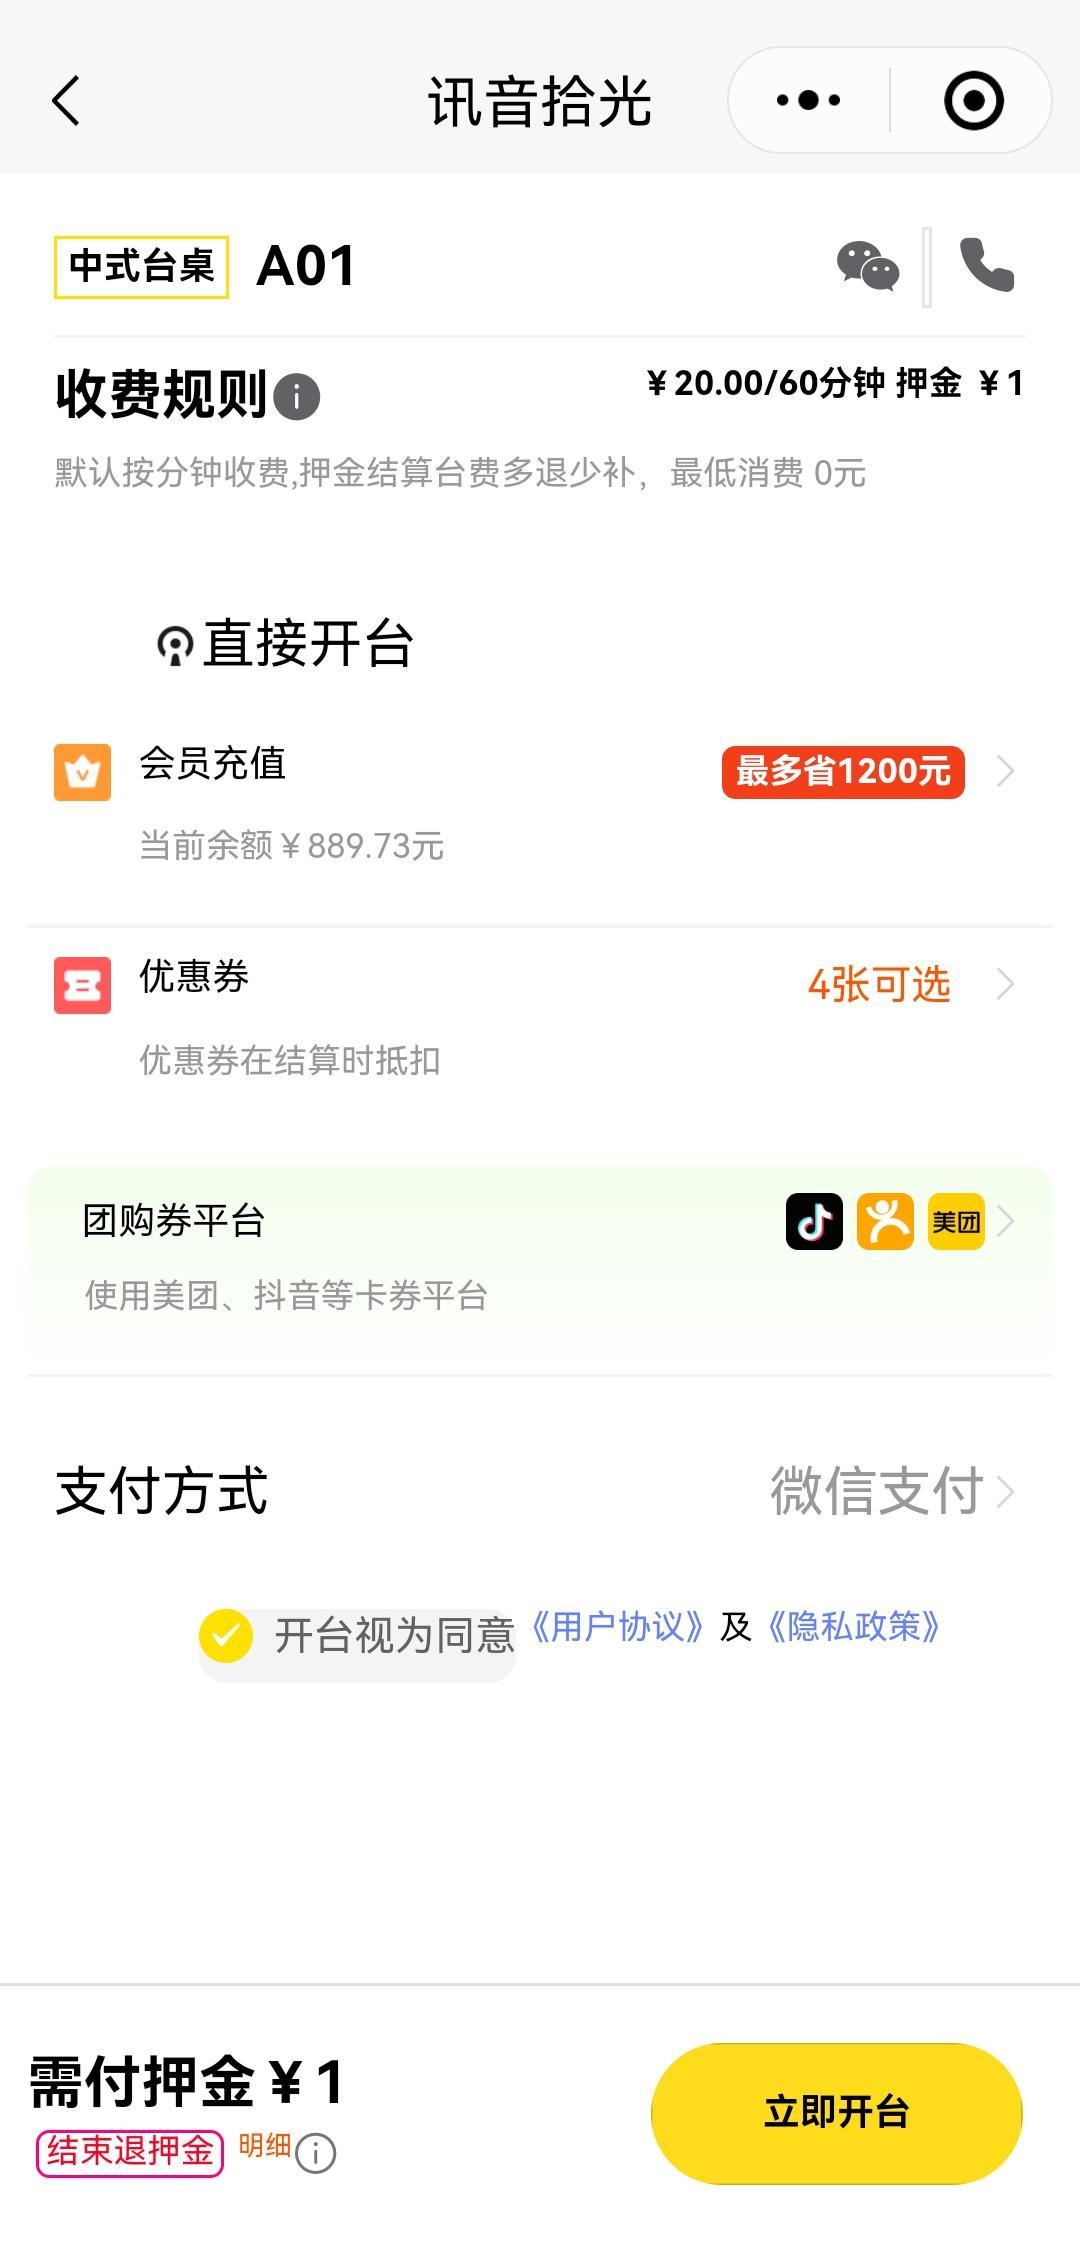 讯音拾光
中式台桌 A01
收费规则 ¥20.00/60分钟 押金 ¥1
默认按分钟收费,押金结算台费多退少补，最低消费 0元
直接开台
会员充值 最多省1200元
当前余额¥889.73元
优惠券 4张可选
优惠券在结算时抵扣
团购券平台 美团
使用美团、抖音等卡券平台
支付方式 微信支付
开台视为同意《用户协议》及《隐私政策》
需付押金¥1
立即开台
结束退押金 明细